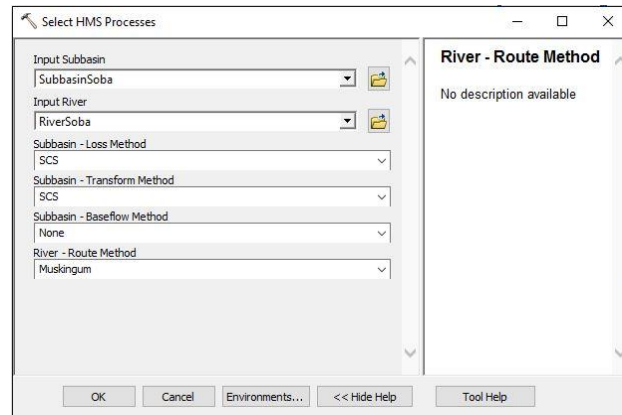 Select HMS Processes
Input Subbasin
SubbasinSoba
Input River
RiverSoba
Subbasin - Loss Method
SCS
Subbasin - Transform Method
SCS
Subbasin - Baseflow Method
None
River - Route Method
Muskingum
River - Route Method
No description available
OK
Cancel
Environments...
<< Hide Help
Tool Help